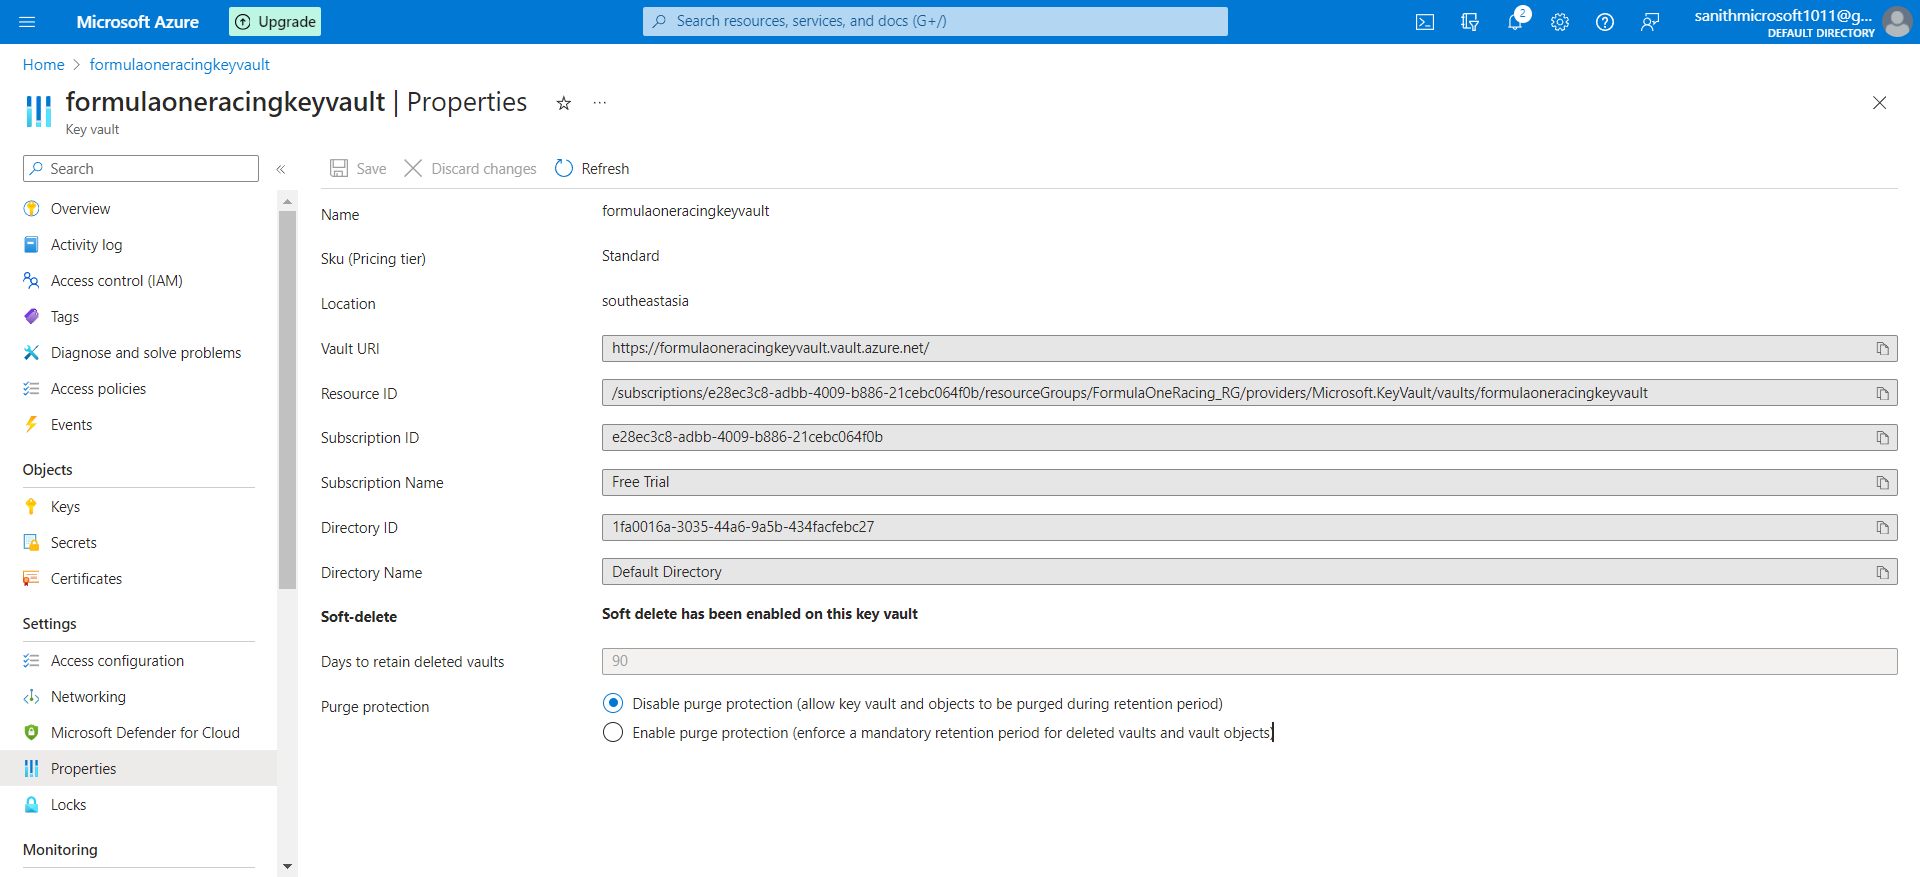 Microsoft Azure
Upgrade
Search resources, services, and docs (G+/)
2
sanithmicrosoft1011@g...
DEFAULT DIRECTORY
Home > formulaoneracingkeyvault
formulaoneracingkeyvault | Properties
Key vault
Search
Save
Discard changes
Refresh
Overview
Activity log
Access control (IAM)
Tags
Diagnose and solve problems
Access policies
Events
Objects
Keys
Secrets
Certificates
Settings
Access configuration
Networking
Microsoft Defender for Cloud
Properties
Locks
Monitoring
Name formulaoneracingkeyvault
Sku (Pricing tier) Standard
Location southeastasia
Vault URI https://formulaoneracingkeyvault.vault.azure.net/
Resource ID /subscriptions/e28ec3c8-adbb-4009-b886-21cebc064f0b/resourceGroups/FormulaOneRacing_RG/providers/Microsoft.KeyVault/vaults/formulaoneracingkeyvault
Subscription ID e28ec3c8-adbb-4009-b886-21cebc064f0b
Subscription Name Free Trial
Directory ID 1fa0016a-3035-44a6-9a5b-434facfebc27
Directory Name Default Directory
Soft-delete Soft delete has been enabled on this key vault
Days to retain deleted vaults 90
Purge protection Disable purge protection (allow key vault and objects to be purged during retention period)
Enable purge protection (enforce a mandatory retention period for deleted vaults and vault objects)